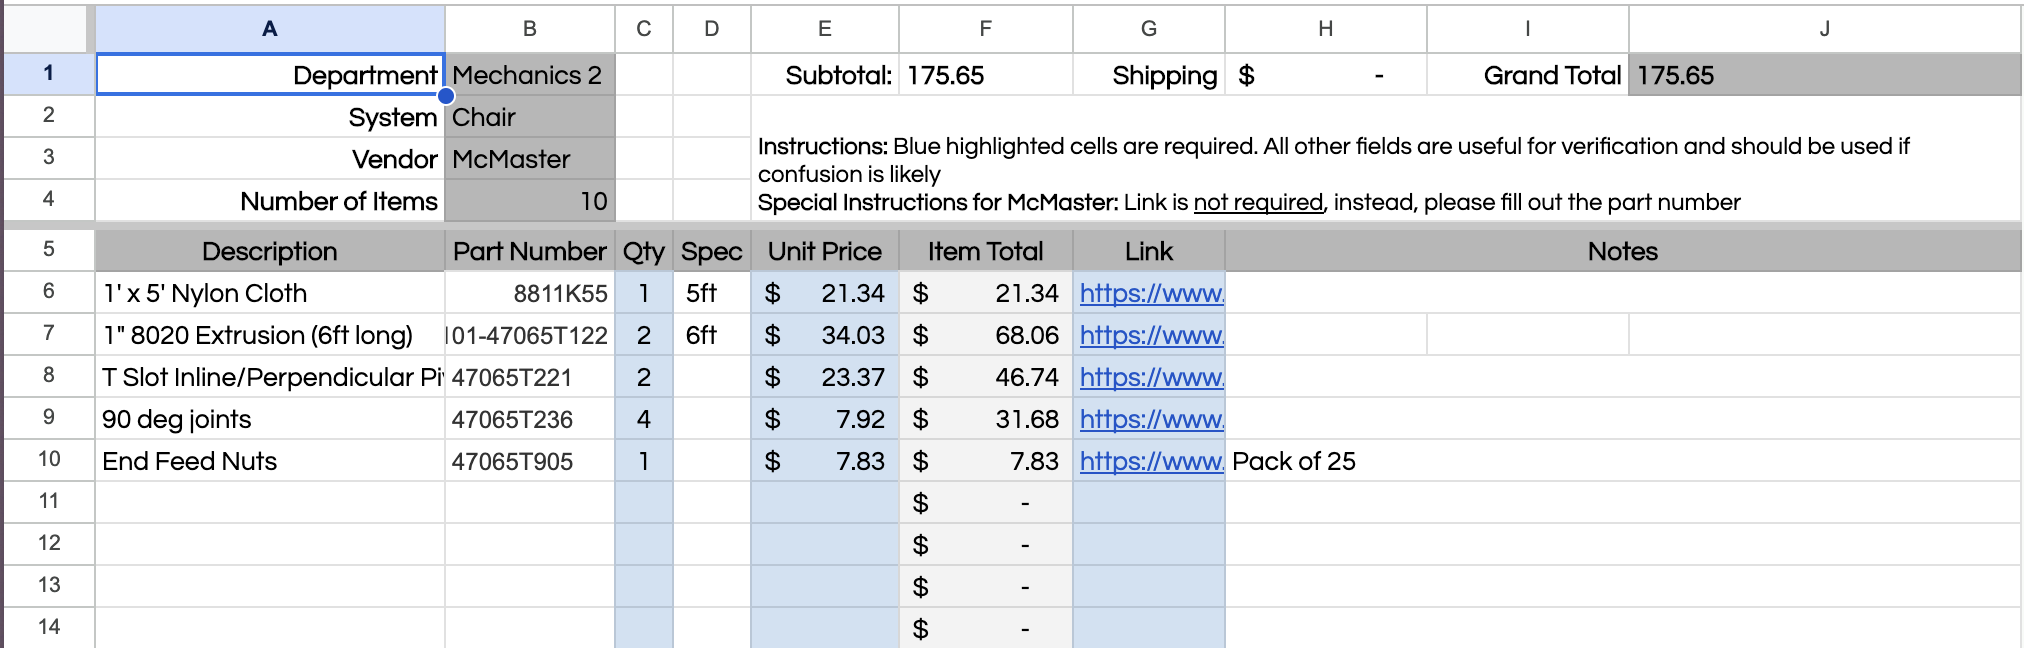 A B C D E F G H I J
1 Department Mechanics 2 Subtotal: 175.65 Shipping $ - Grand Total 175.65
2 System Chair
3 Vendor McMaster
4 Number of Items 10
Instructions: Blue highlighted cells are required. All other fields are useful for verification and should be used if
confusion is likely
Special Instructions for McMaster: Link is not required, instead, please fill out the part number
5 Description Part Number Qty Spec Unit Price Item Total Link Notes
6 1' x 5' Nylon Cloth 8811K55 1 5ft $ 21.34 $ 21.34 https://www.
7 1" 8020 Extrusion (6ft long) 101-47065T122 2 6ft $ 34.03 $ 68.06 https://www.
8 T Slot Inline/Perpendicular Pi 47065T221 2 $ 23.37 $ 46.74 https://www.
9 90 deg joints 47065T236 4 $ 7.92 $ 31.68 https://www.
10 End Feed Nuts 47065T905 1 $ 7.83 $ 7.83 https://www. Pack of 25
11 $ -
12 $ -
13 $ -
14 $ -